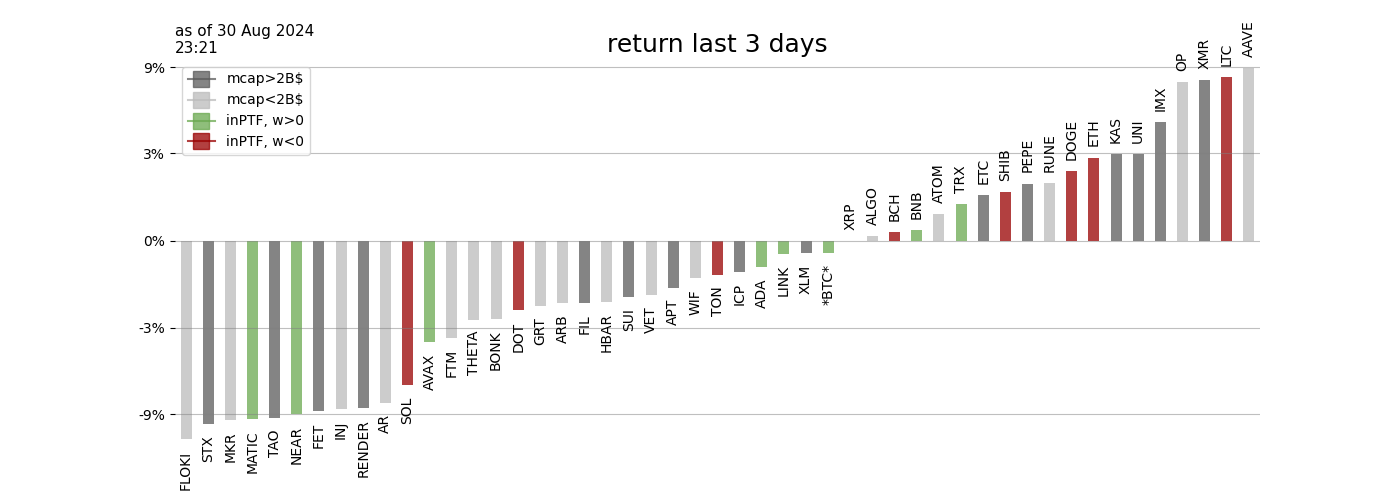 as of 30 Aug 2024
23:21
return last 3 days
9%
3%
0%
-3%
-9%
mcap>2B$
mcap<2B$
inPTF, w>0
inPTF, w<0
FLOKI
STX
MKR
MATIC
TAO
NEAR
FET
INJ
RENDER
AR
SOL
AVAX
FTM
THETA
BONK
DOT
GRT
ARB
FIL
HBAR
SUI
VET
APT
WIF
TON
ICP
ADA
LINK
XLM
*BTC*
XRP
ALGO
BCH
BNB
ATOM
TRX
ETC
SHIB
PEPE
RUNE
DOGE
ETH
KAS
UNI
IMX
OP
XMR
LTC
AAVE